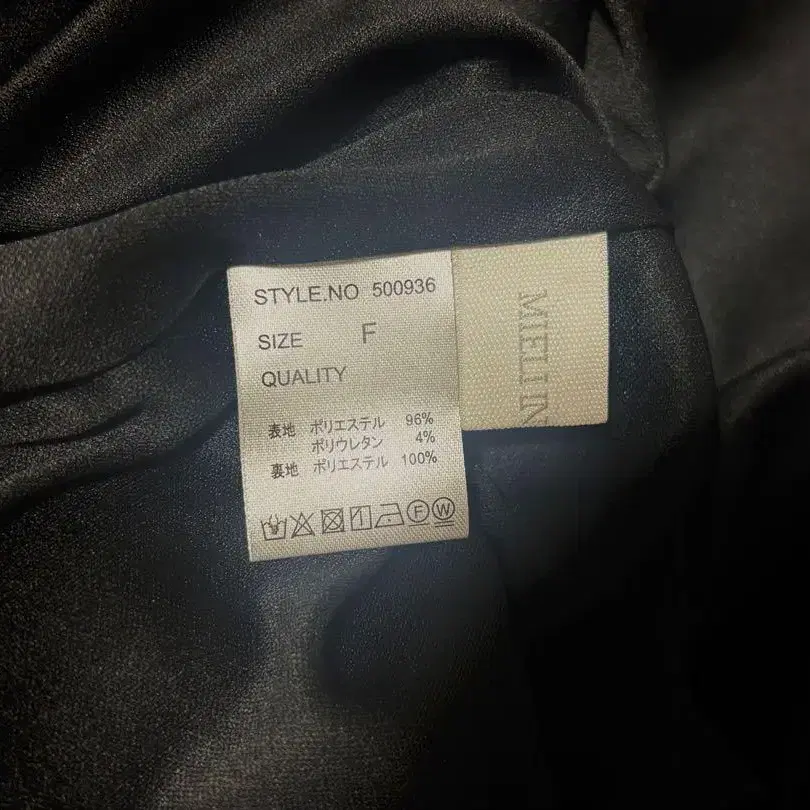 STYLE.NO 500936
SIZE F
QUALITY
表地 ポリエステル 96%
ポリウレタン 4%
裏地 ポリエステル 100%
F W